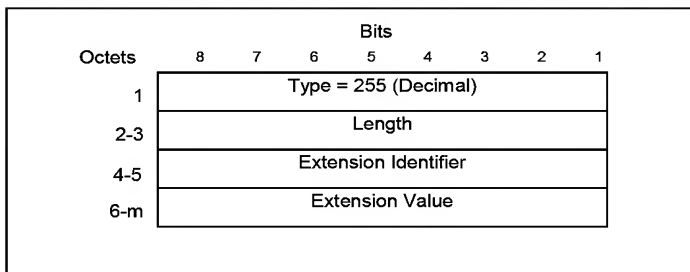 Bits
Octets 8 7 6 5 4 3 2 1
1 Type = 255 (Decimal)
2-3 Length
4-5 Extension Identifier
6-m Extension Value